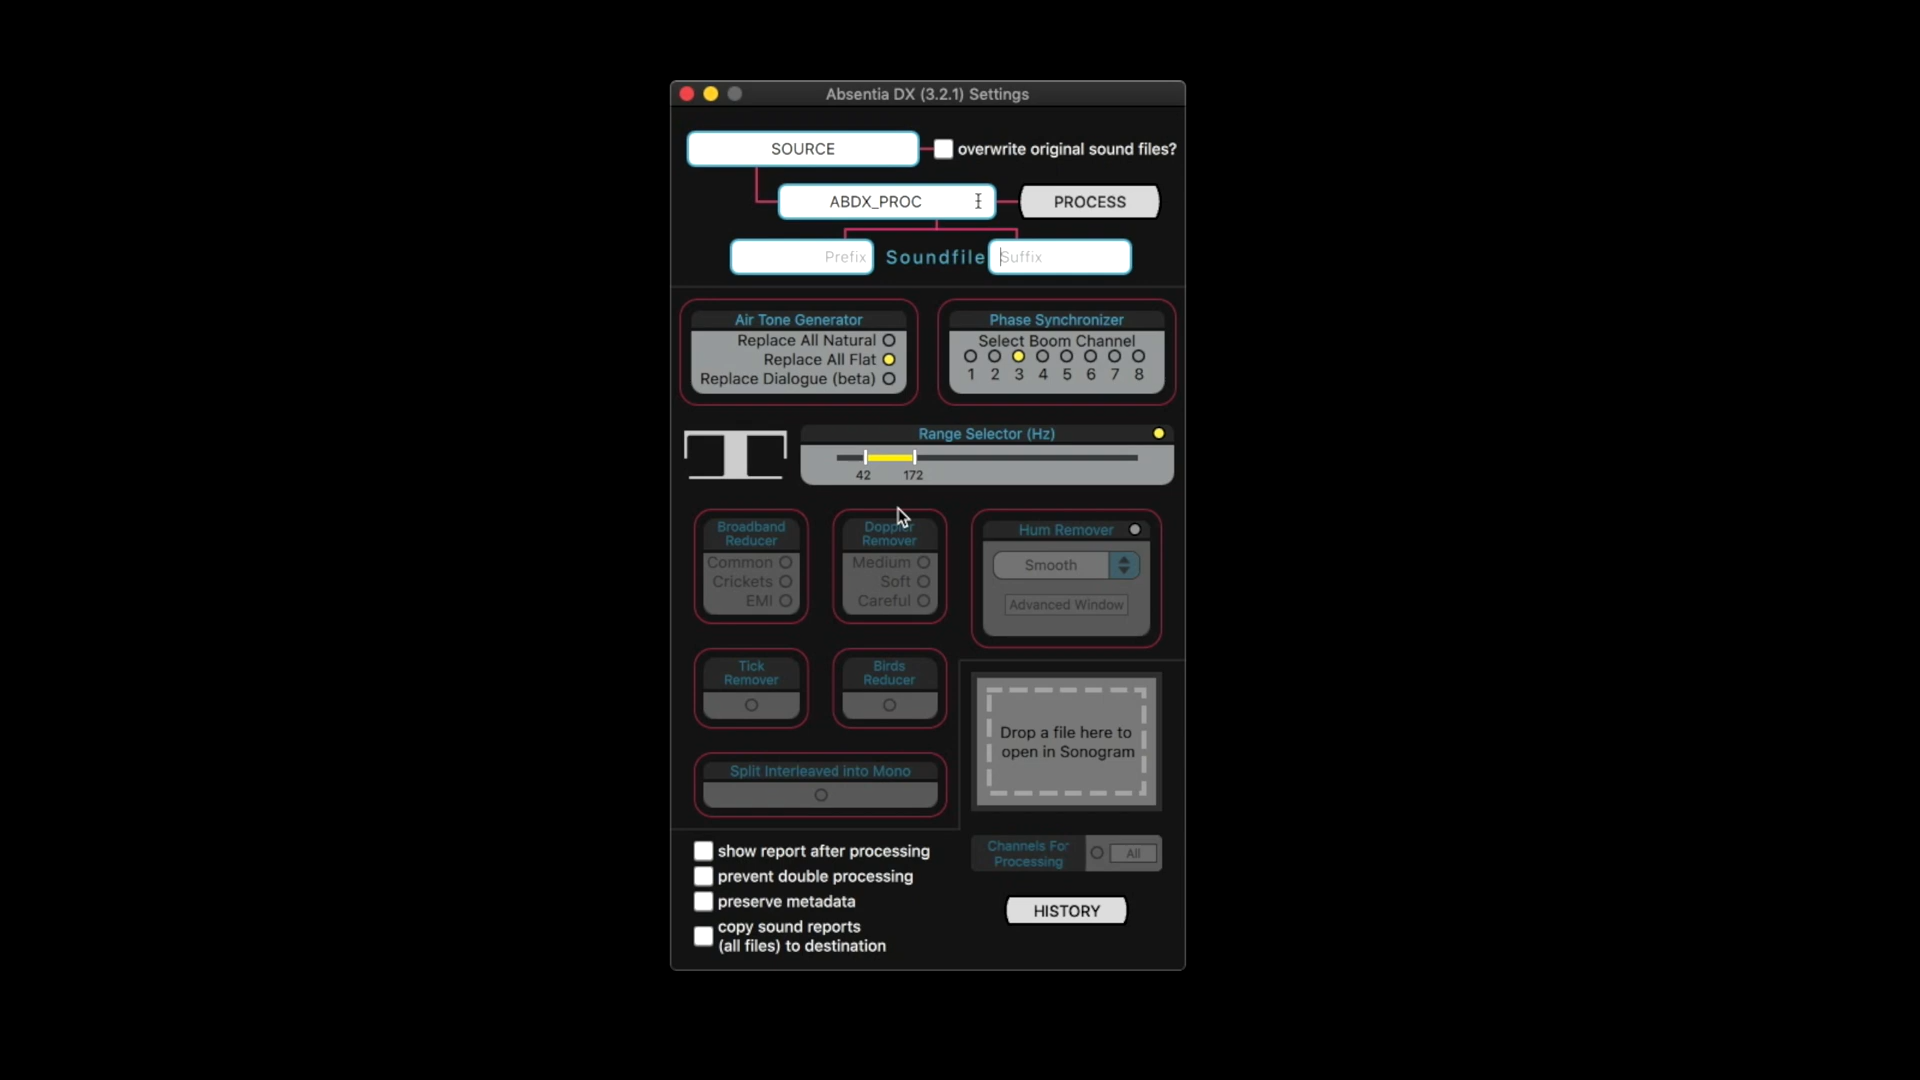 Absentia DX (3.2.1) Settings
SOURCE
overwrite original sound files?
ABDX_PROC
PROCESS
Prefix
Soundfile
Suffix
Air Tone Generator
Replace All Natural
Replace All Flat
Replace Dialogue (beta)
Phase Synchronizer
Select Boom Channel
1 2 3 4 5 6 7 8
Range Selector (Hz)
42 172
Broadband
Reducer
Common
Crickets
EMI
Doppler
Remover
Medium
Soft
Careful
Hum Remover
Smooth
Advanced Window
Tick
Remover
Birds
Reducer
Split Interleaved into Mono
Drop a file here to
open in Sonogram
show report after processing
prevent double processing
preserve metadata
copy sound reports
(all files) to destination
Channels For
Processing
All
HISTORY